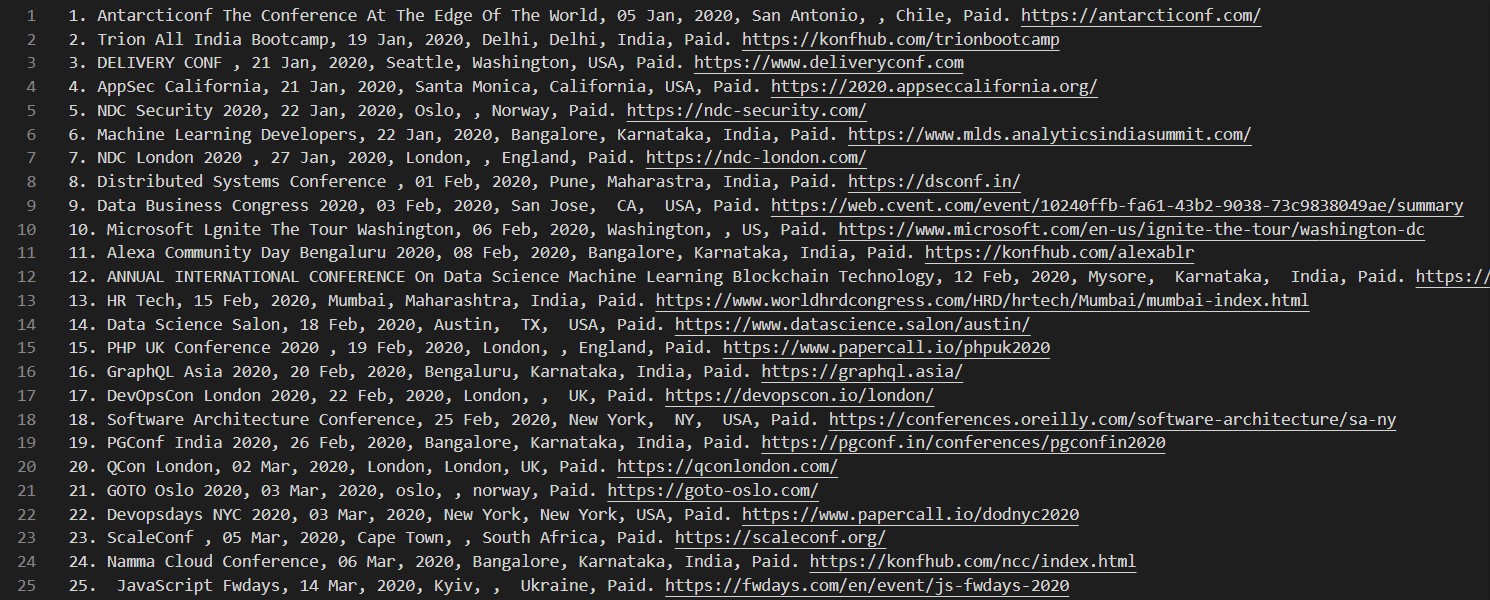 1 1. Antarcticonf The Conference At The Edge Of The World, 05 Jan, 2020, San Antonio, , Chile, Paid. https://antarcticonf.com/
2 2. Trion All India Bootcamp, 19 Jan, 2020, Delhi, Delhi, India, Paid. https://konfhub.com/trionbootcamp
3 3. DELIVERY CONF , 21 Jan, 2020, Seattle, Washington, USA, Paid. https://www.deliveryconf.com
4 4. AppSec California, 21 Jan, 2020, Santa Monica, California, USA, Paid. https://2020.appseccalifornia.org/
5 5. NDC Security 2020, 22 Jan, 2020, Oslo, , Norway, Paid. https://ndc-security.com/
6 6. Machine Learning Developers, 22 Jan, 2020, Bangalore, Karnataka, India, Paid. https://www.mlds.analyticsindiasummit.com/
7 7. NDC London 2020 , 27 Jan, 2020, London, , England, Paid. https://ndc-london.com/
8 8. Distributed Systems Conference , 01 Feb, 2020, Pune, Maharastra, India, Paid. https://dsconf.in/
9 9. Data Business Congress 2020, 03 Feb, 2020, San Jose,  CA,  USA, Paid. https://web.cvent.com/event/10240ffb-fa61-43b2-9038-73c9838049ae/summary
10 10. Microsoft Lgnite The Tour Washington, 06 Feb, 2020, Washington, , US, Paid. https://www.microsoft.com/en-us/ignite-the-tour/washington-dc
11 11. Alexa Community Day Bengaluru 2020, 08 Feb, 2020, Bangalore, Karnataka, India, Paid. https://konfhub.com/alexablr
12 12. ANNUAL INTERNATIONAL CONFERENCE On Data Science Machine Learning Blockchain Technology, 12 Feb, 2020, Mysore,  Karnataka,  India, Paid. https://
13 13. HR Tech, 15 Feb, 2020, Mumbai, Maharashtra, India, Paid. https://www.worldhrdcongress.com/HRD/hrtech/Mumbai/mumbai-index.html
14 14. Data Science Salon, 18 Feb, 2020, Austin,  TX,  USA, Paid. https://www.datascience.salon/austin/
15 15. PHP UK Conference 2020 , 19 Feb, 2020, London, , England, Paid. https://www.papercall.io/phpuk2020
16 16. GraphQL Asia 2020, 20 Feb, 2020, Bengaluru, Karnataka, India, Paid. https://graphql.asia/
17 17. DevOpsCon London 2020, 22 Feb, 2020, London, ,  UK, Paid. https://devopscon.io/london/
18 18. Software Architecture Conference, 25 Feb, 2020, New York,  NY,  USA, Paid. https://conferences.oreilly.com/software-architecture/sa-ny
19 19. PGConf India 2020, 26 Feb, 2020, Bangalore, Karnataka, India, Paid. https://pgconf.in/conferences/pgconfin2020
20 20. QCon London, 02 Mar, 2020, London, London, UK, Paid. https://qconlondon.com/
21 21. GOTO Oslo 2020, 03 Mar, 2020, oslo, , norway, Paid. https://goto-oslo.com/
22 22. Devopsdays NYC 2020, 03 Mar, 2020, New York, New York, USA, Paid. https://www.papercall.io/dodnyc2020
23 23. ScaleConf , 05 Mar, 2020, Cape Town, , South Africa, Paid. https://scaleconf.org/
24 24. Namma Cloud Conference, 06 Mar, 2020, Bangalore, Karnataka, India, Paid. https://konfhub.com/ncc/index.html
25 25.  JavaScript Fwdays, 14 Mar, 2020, Kyiv, ,  Ukraine, Paid. https://fwdays.com/en/event/js-fwdays-2020